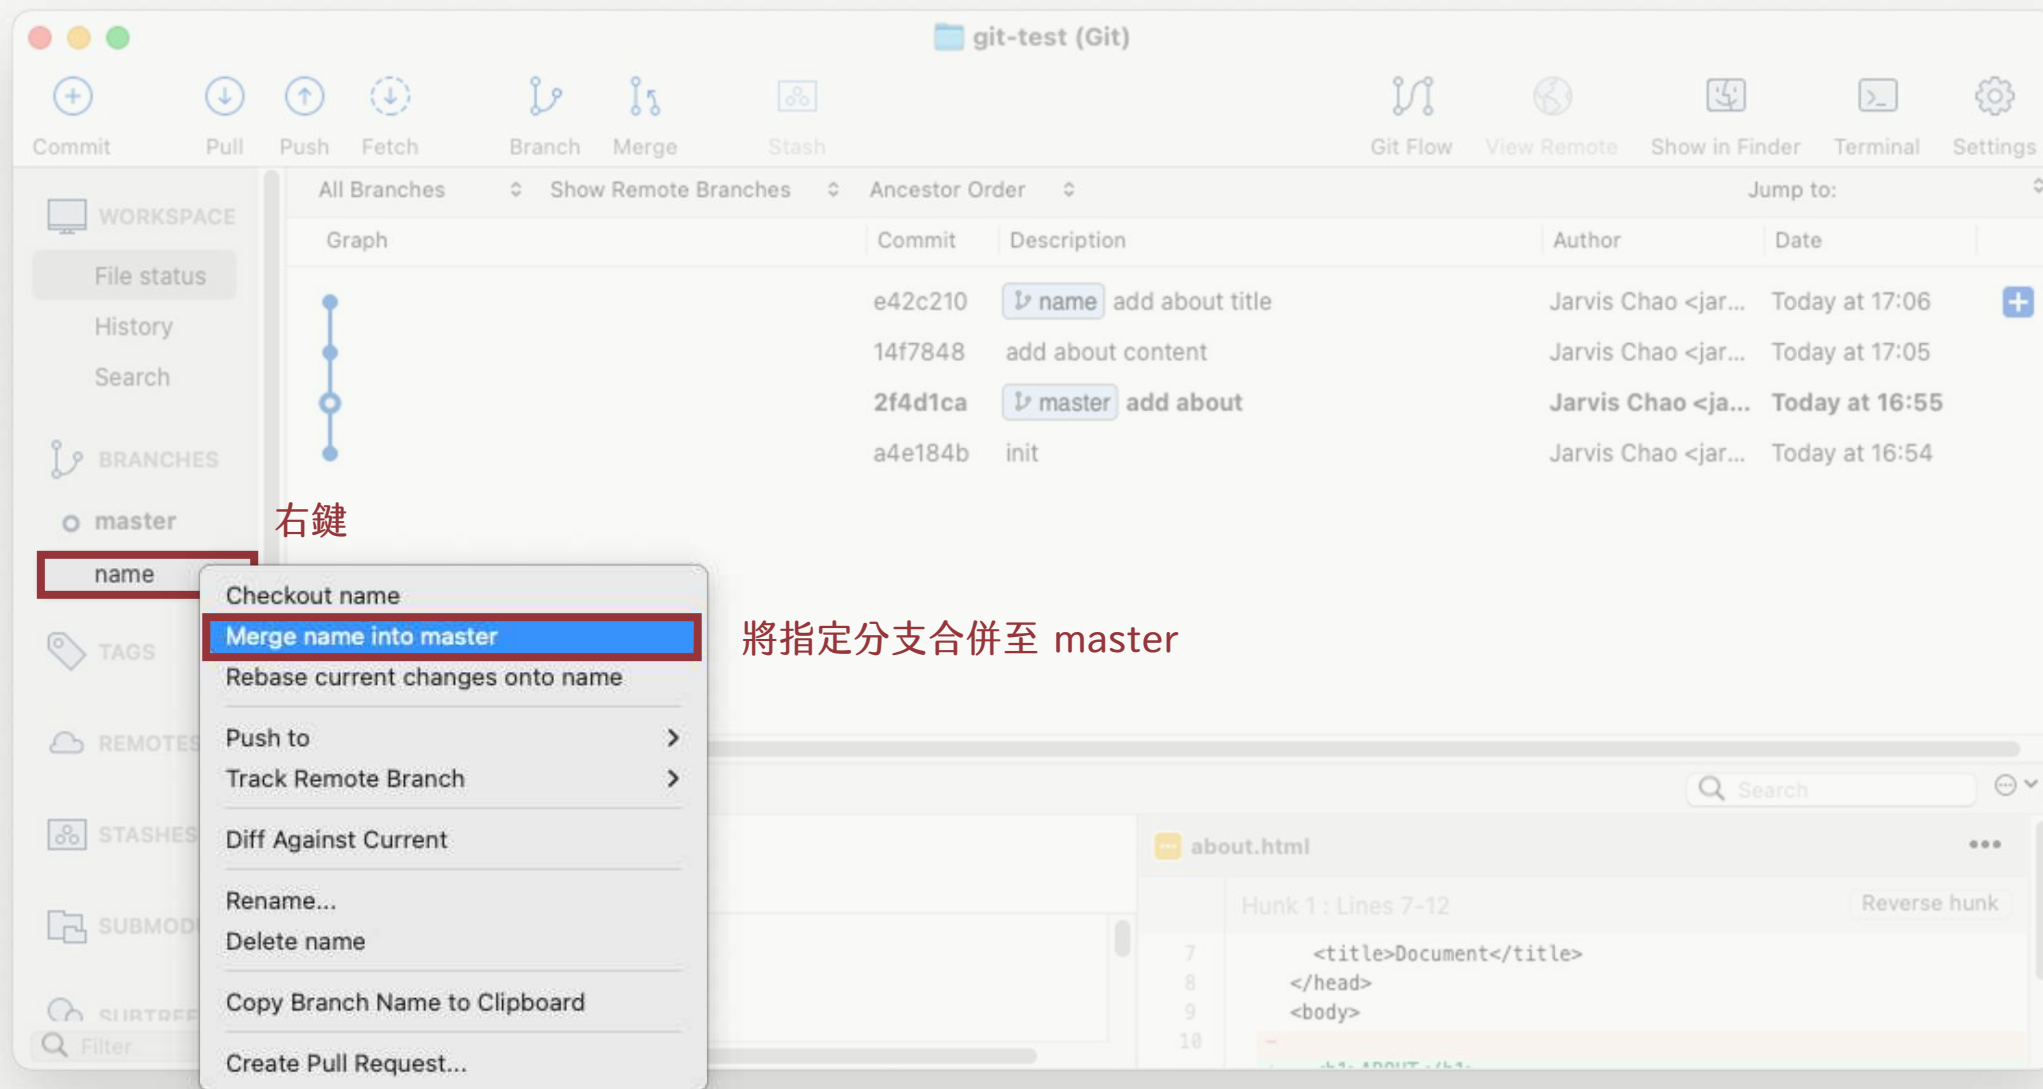 git-test (Git)
Commit Pull Push Fetch Branch Merge Stash Git Flow View Remote Show in Finder Terminal Settings
All Branches Show Remote Branches Ancestor Order Jump to:
WORKSPACE
File status
History
Search
BRANCHES
master
name
TAGS
REMOTES
STASHES
SUBMODU
SUBTREE
Filter
Graph Commit Description Author Date
e42c210 name add about title Jarvis Chao <jar... Today at 17:06
14f7848 add about content Jarvis Chao <jar... Today at 17:05
2f4d1ca master add about Jarvis Chao <ja... Today at 16:55
a4e184b init Jarvis Chao <jar... Today at 16:54
右鍵
Checkout name
Merge name into master
將指定分支合併至 master
Rebase current changes onto name
Push to
Track Remote Branch
Diff Against Current
Rename...
Delete name
Copy Branch Name to Clipboard
Create Pull Request...
Search
about.html
Hunk 1 : Lines 7-12 Reverse hunk
7 <title>Document</title>
8 </head>
9 <body>
10 -
<h1>ABOUT</h1>